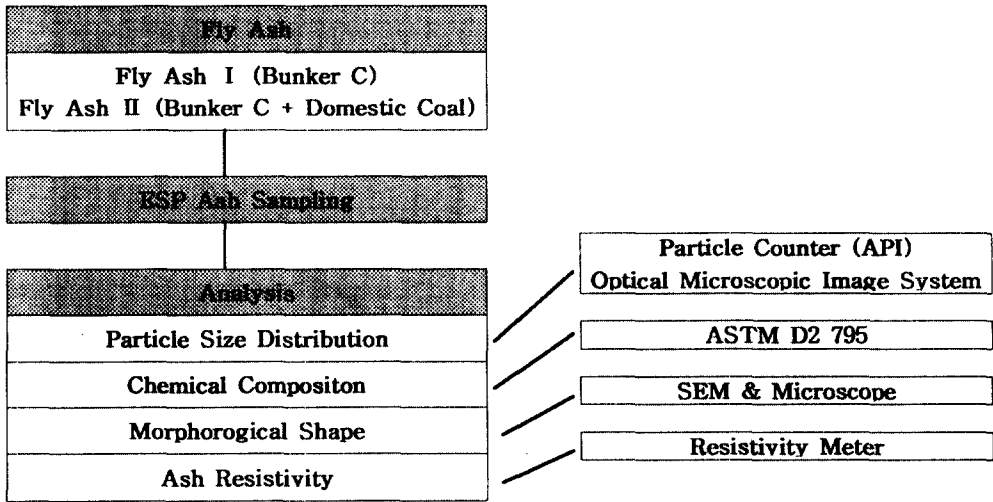 Fly Ash
Fly Ash Ⅰ (Bunker C)
Fly Ash Ⅱ (Bunker C + Domestic Coal)
ESP Ash Sampling
Analysis
Particle Size Distribution
Chemical Compositon
Morphorogical Shape
Ash Resistivity
Particle Counter (API)
Optical Microscopic Image System
ASTM D2 795
SEM & Microscope
Resistivity Meter